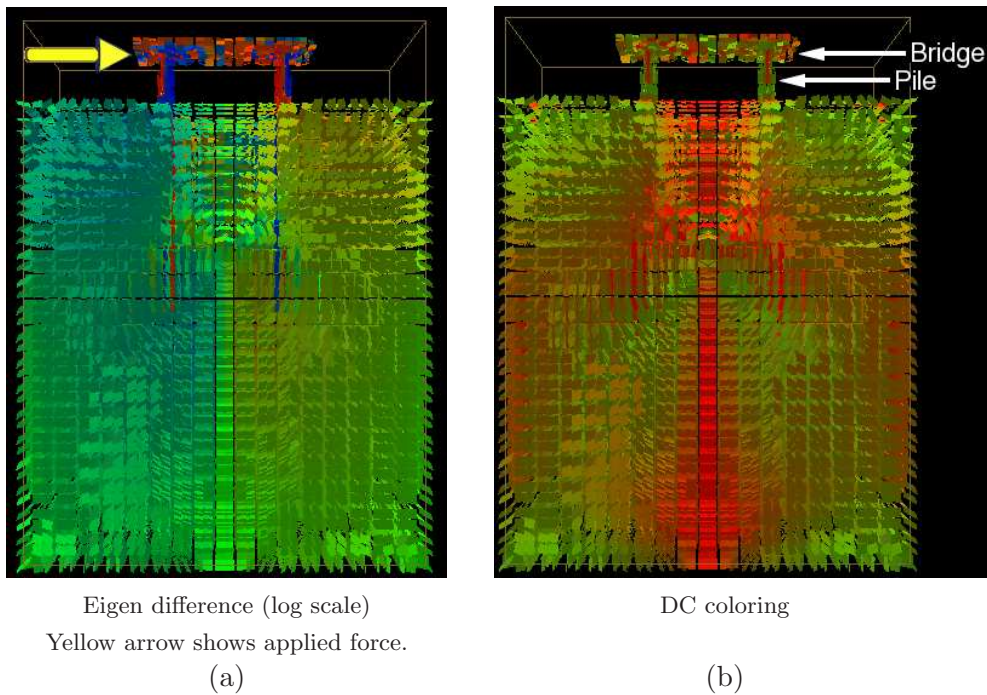 Bridge
Pile
Eigen difference (log scale)
Yellow arrow shows applied force.
(a)
DC coloring
(b)